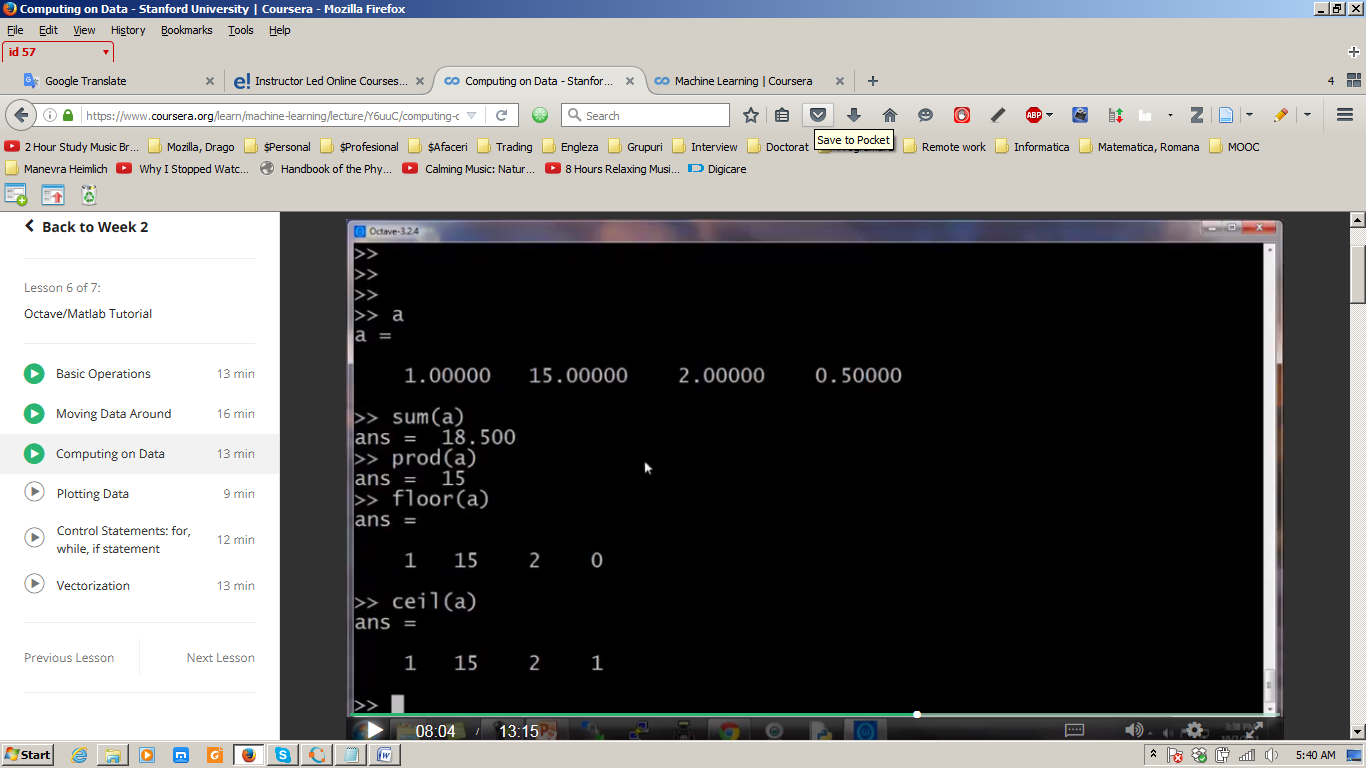 Computing on Data - Stanford University | Coursera - Mozilla Firefox
File Edit View History Bookmarks Tools Help
id 57
Google Translate
e! Instructor Led Online Courses...
Computing on Data - Stanfor...
Machine Learning | Coursera
4
https://www.coursera.org/learn/machine-learning/lecture/Y6uuC/computing-c
Search
ABP
Z
Save to Pocket
2 Hour Study Music Br... Mozilla, Drago $Personal $Profesional $Afaceri Trading Engleza Grupuri Interview Doctorat Remote work Informatica Matematica, Romana MOOC
Manevra Heimlich Why I Stopped Watc... Handbook of the Phy... Calming Music: Natur... 8 Hours Relaxing Musi... Digicare
Back to Week 2
Lesson 6 of 7:
Octave/Matlab Tutorial
Basic Operations 13 min
Moving Data Around 16 min
Computing on Data 13 min
Plotting Data 9 min
Control Statements: for,
while, if statement 12 min
Vectorization 13 min
Previous Lesson Next Lesson
Octave-3.2.4
>>
>>
>>
>> a
a =
1.00000 15.00000 2.00000 0.50000
>> sum(a)
ans = 18.500
>> prod(a)
ans = 15
>> floor(a)
ans =
1 15 2 0
>> ceil(a)
ans =
1 15 2 1
>>
08:04 / 13:15
Start
5:40 AM